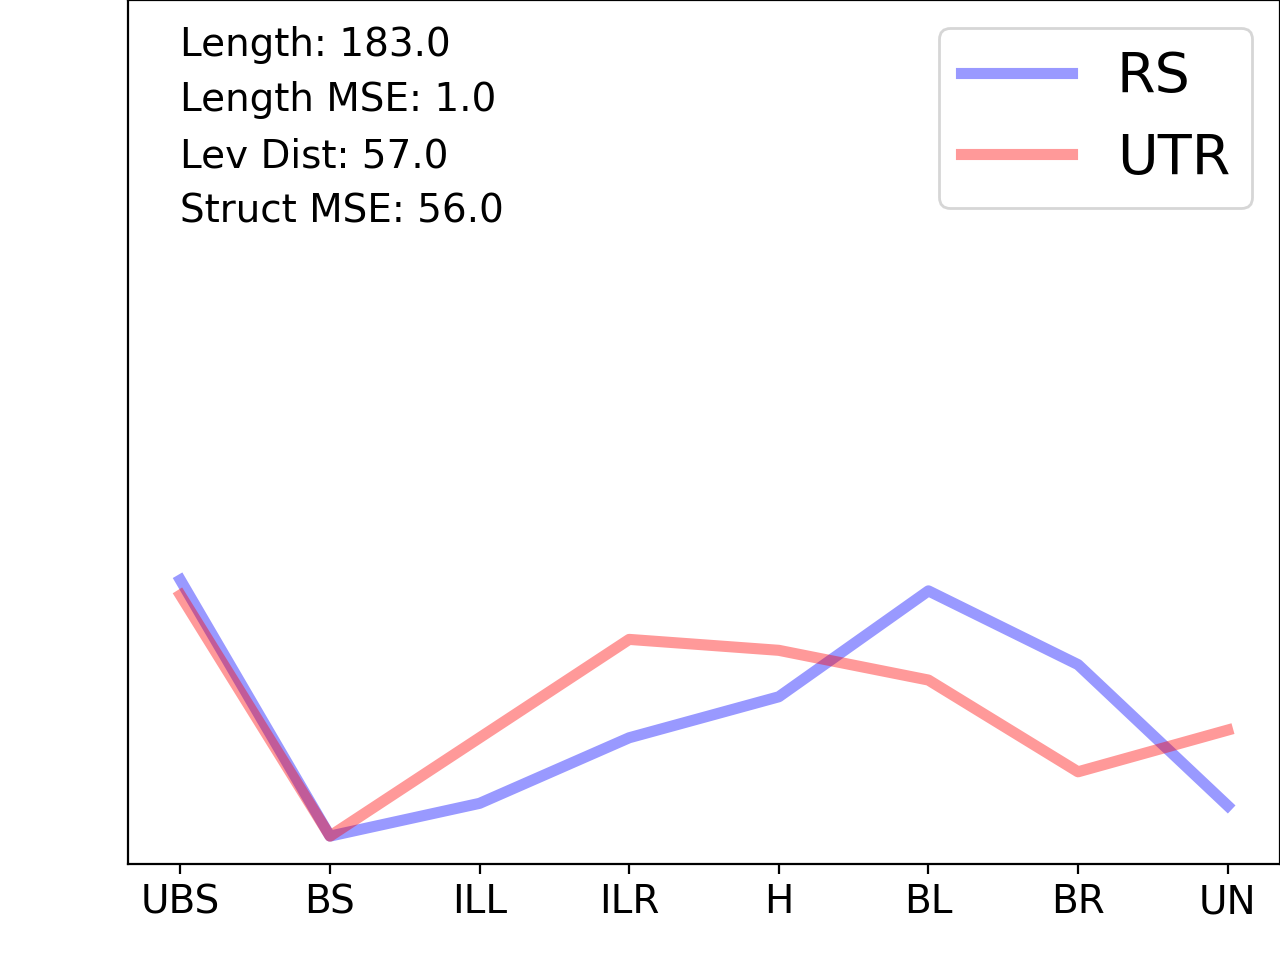 Length: 183.0
Length MSE: 1.0
Lev Dist: 57.0
Struct MSE: 56.0
RS
UTR
UBS BS ILL ILR H BL BR UN